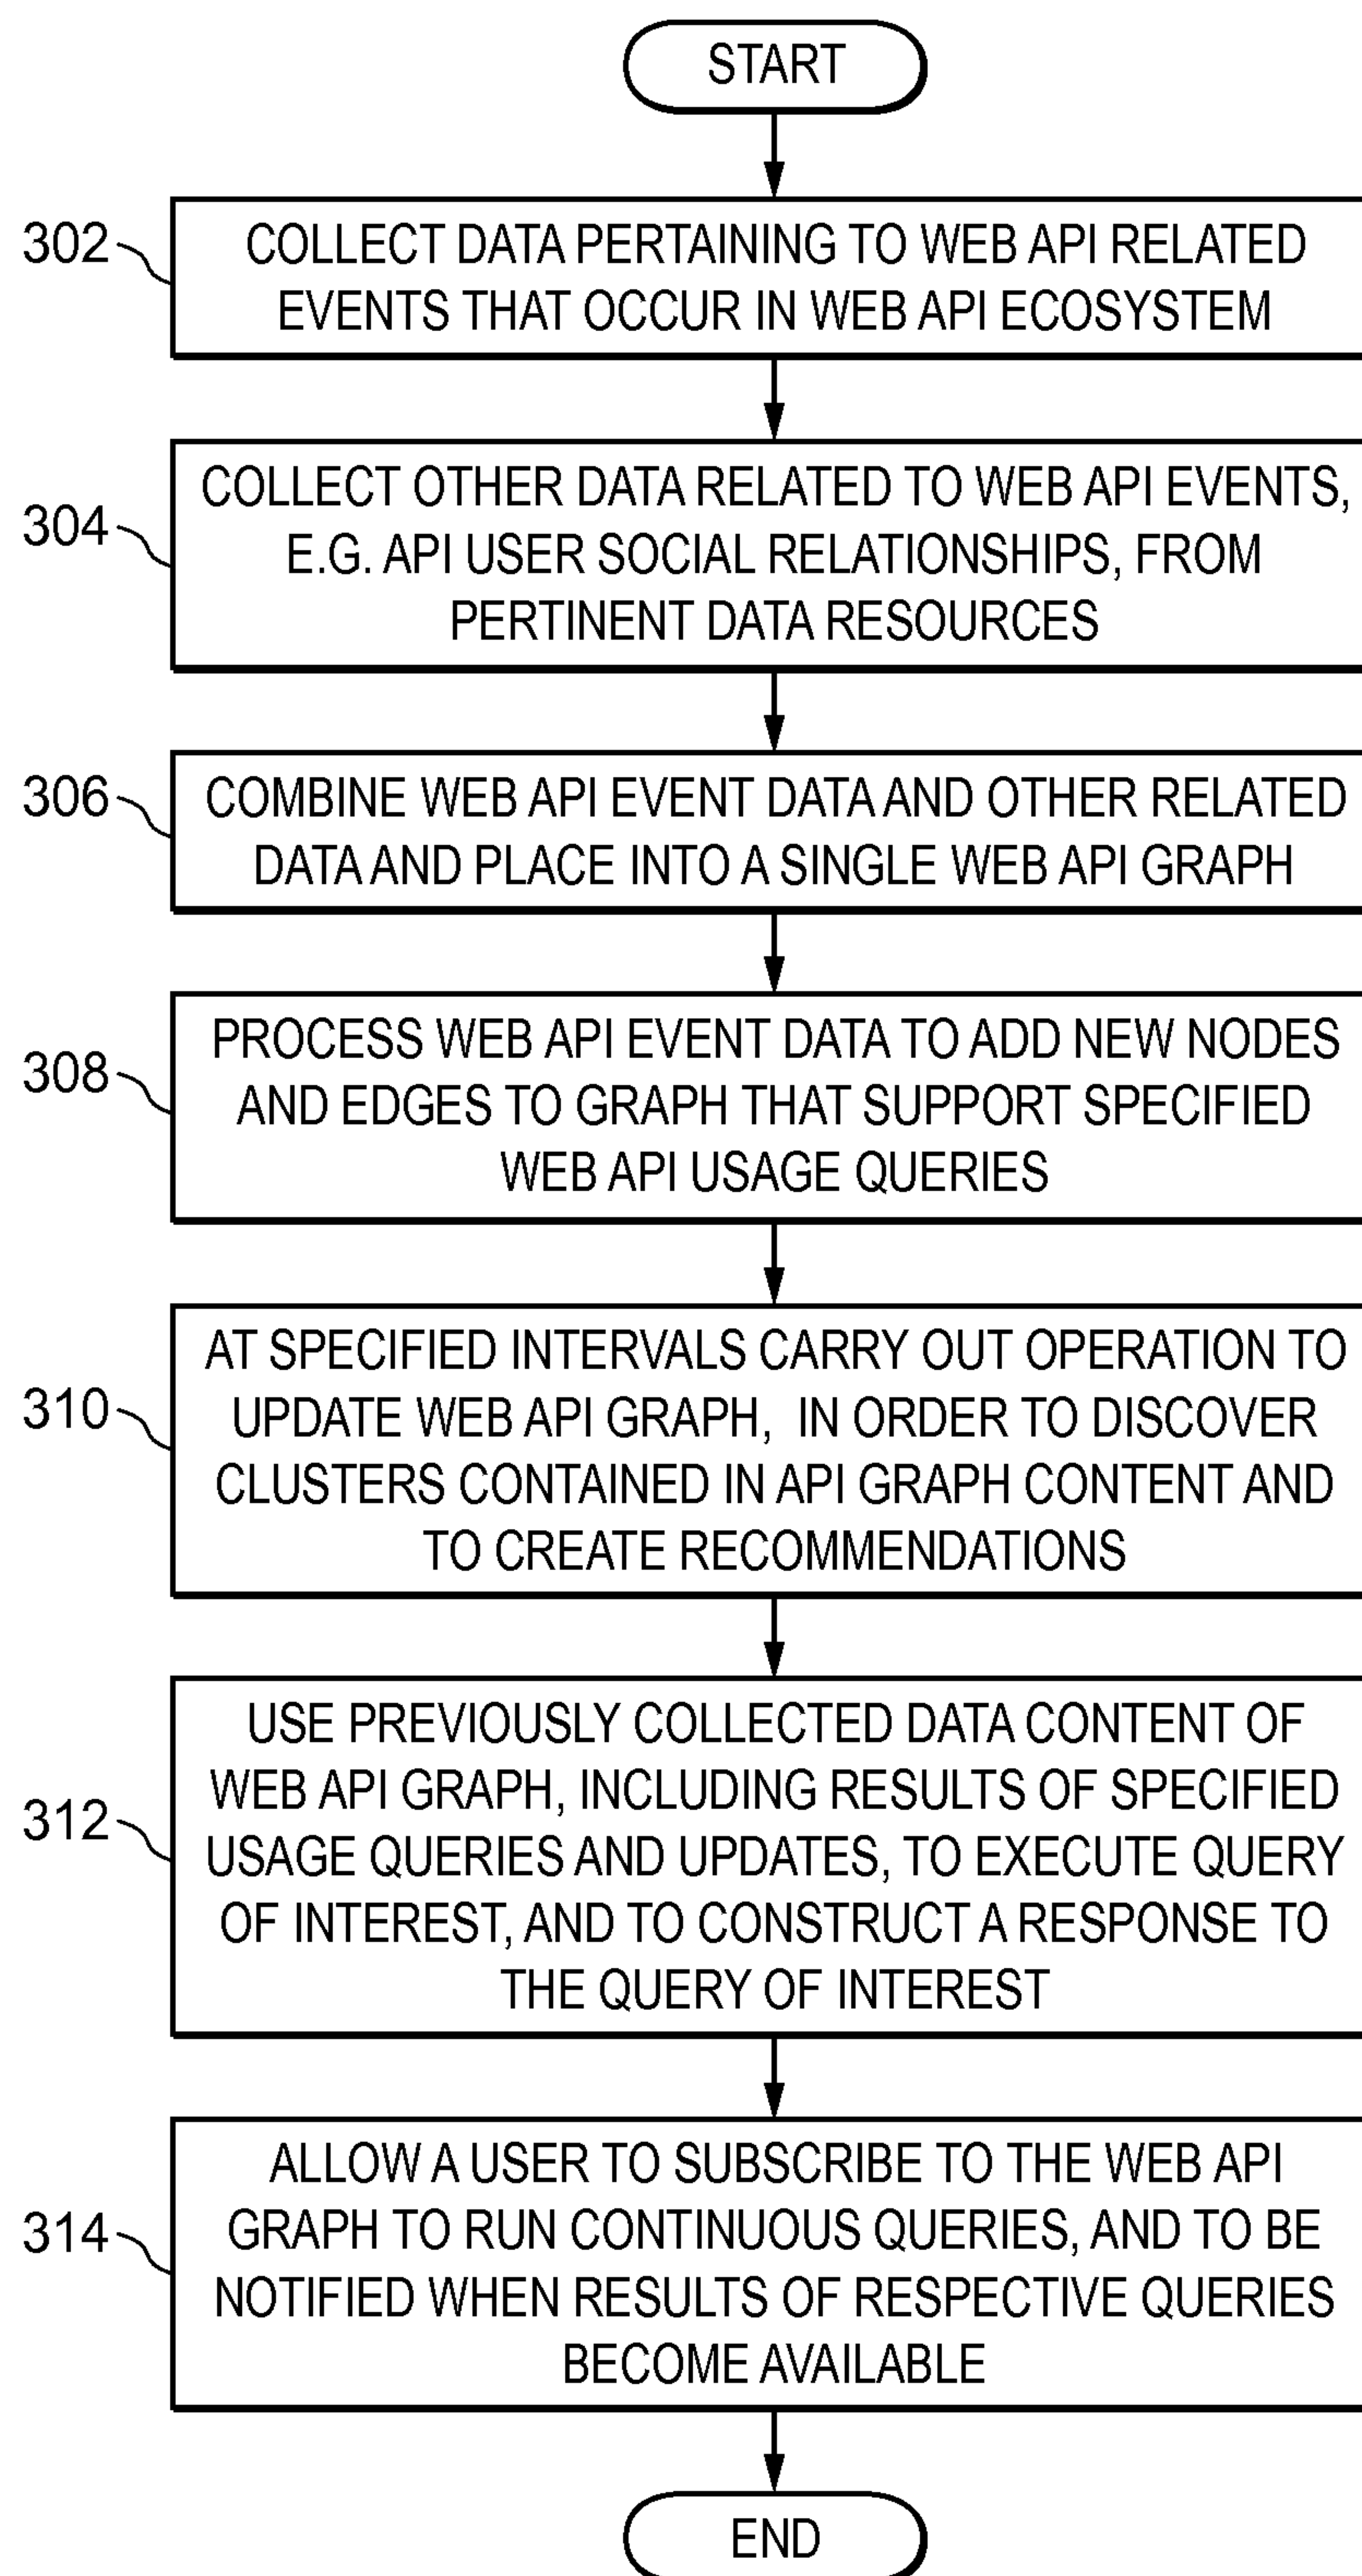 START
302
COLLECT DATA PERTAINING TO WEB API RELATED
EVENTS THAT OCCUR IN WEB API ECOSYSTEM
304
COLLECT OTHER DATA RELATED TO WEB API EVENTS,
E.G. API USER SOCIAL RELATIONSHIPS, FROM
PERTINENT DATA RESOURCES
306
COMBINE WEB API EVENT DATA AND OTHER RELATED
DATA AND PLACE INTO A SINGLE WEB API GRAPH
308
PROCESS WEB API EVENT DATA TO ADD NEW NODES
AND EDGES TO GRAPH THAT SUPPORT SPECIFIED
WEB API USAGE QUERIES
310
AT SPECIFIED INTERVALS CARRY OUT OPERATION TO
UPDATE WEB API GRAPH, IN ORDER TO DISCOVER
CLUSTERS CONTAINED IN API GRAPH CONTENT AND
TO CREATE RECOMMENDATIONS
312
USE PREVIOUSLY COLLECTED DATA CONTENT OF
WEB API GRAPH, INCLUDING RESULTS OF SPECIFIED
USAGE QUERIES AND UPDATES, TO EXECUTE QUERY
OF INTEREST, AND TO CONSTRUCT A RESPONSE TO
THE QUERY OF INTEREST
314
ALLOW A USER TO SUBSCRIBE TO THE WEB API
GRAPH TO RUN CONTINUOUS QUERIES, AND TO BE
NOTIFIED WHEN RESULTS OF RESPECTIVE QUERIES
BECOME AVAILABLE
END